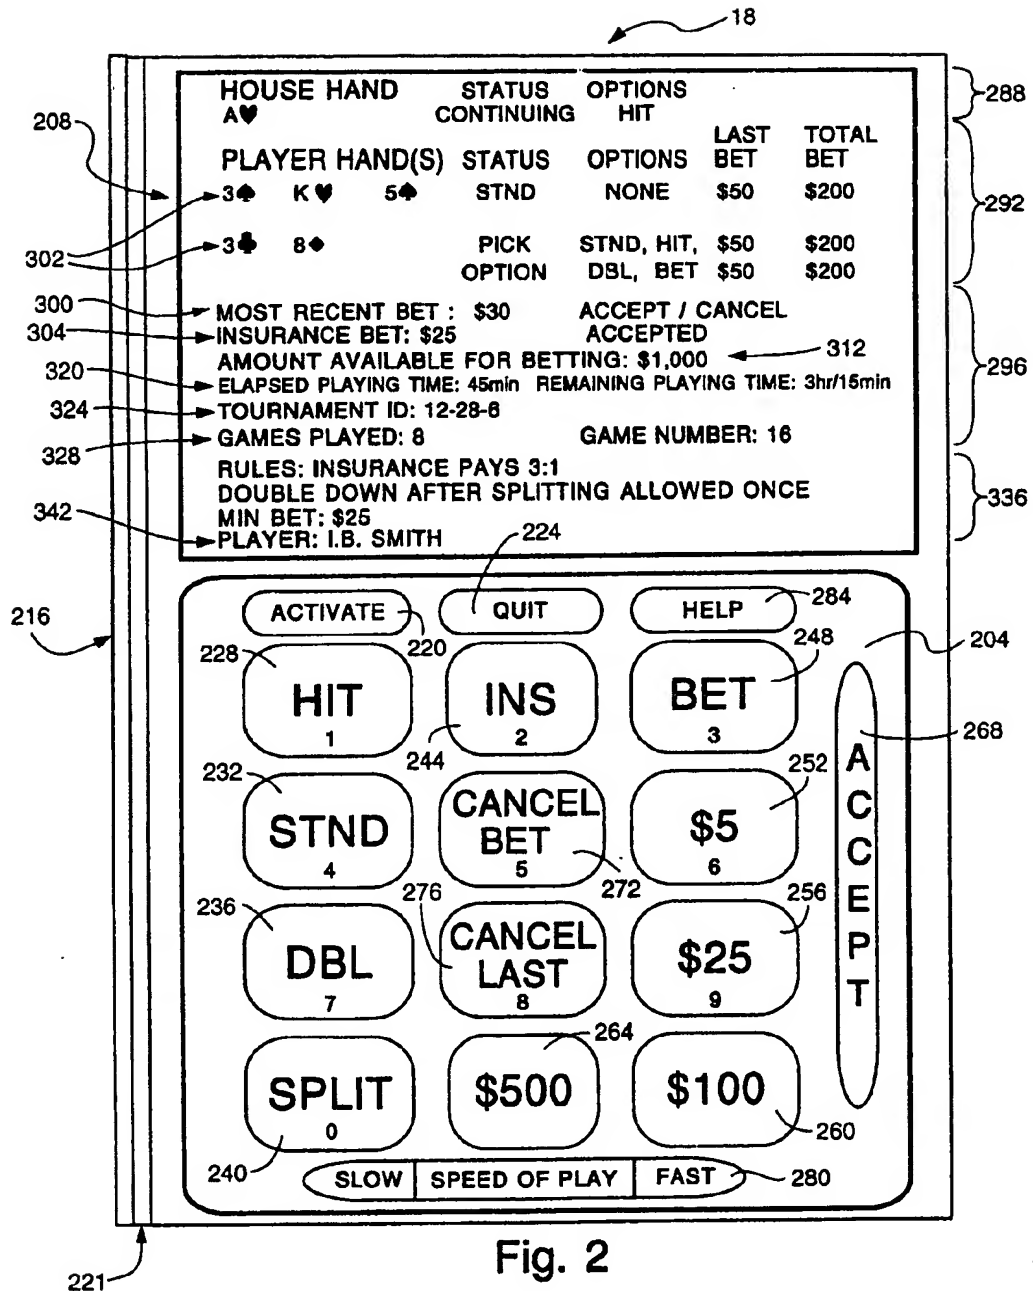 18
HOUSE HAND STATUS OPTIONS
A♥ CONTINUING HIT
288
208
LAST TOTAL
PLAYER HAND(S) STATUS OPTIONS BET BET
3♠ K♥ 5♠ STND NONE $50 $200
292
302
3♣ 8♦ PICK STND, HIT, $50 $200
OPTION DBL, BET $50 $200
300 MOST RECENT BET : $30 ACCEPT / CANCEL
304 INSURANCE BET: $25 ACCEPTED
AMOUNT AVAILABLE FOR BETTING: $1,000 312
296
320 ELAPSED PLAYING TIME: 45min REMAINING PLAYING TIME: 3hr/15min
324 TOURNAMENT ID: 12-28-6
328 GAMES PLAYED: 8 GAME NUMBER: 16
RULES: INSURANCE PAYS 3:1
DOUBLE DOWN AFTER SPLITTING ALLOWED ONCE
336
MIN BET: $25
342 PLAYER: I.B. SMITH
224
216
ACTIVATE QUIT HELP 284
220
204
228 248
HIT INS BET
1 2 3
244
268
ACCEPT
232 252
STND CANCEL BET $5
4 5 6
272
236 276 256
DBL CANCEL LAST $25
7 8 9
264
SPLIT $500 $100
0
240 260
SLOW SPEED OF PLAY FAST 280
221
Fig. 2